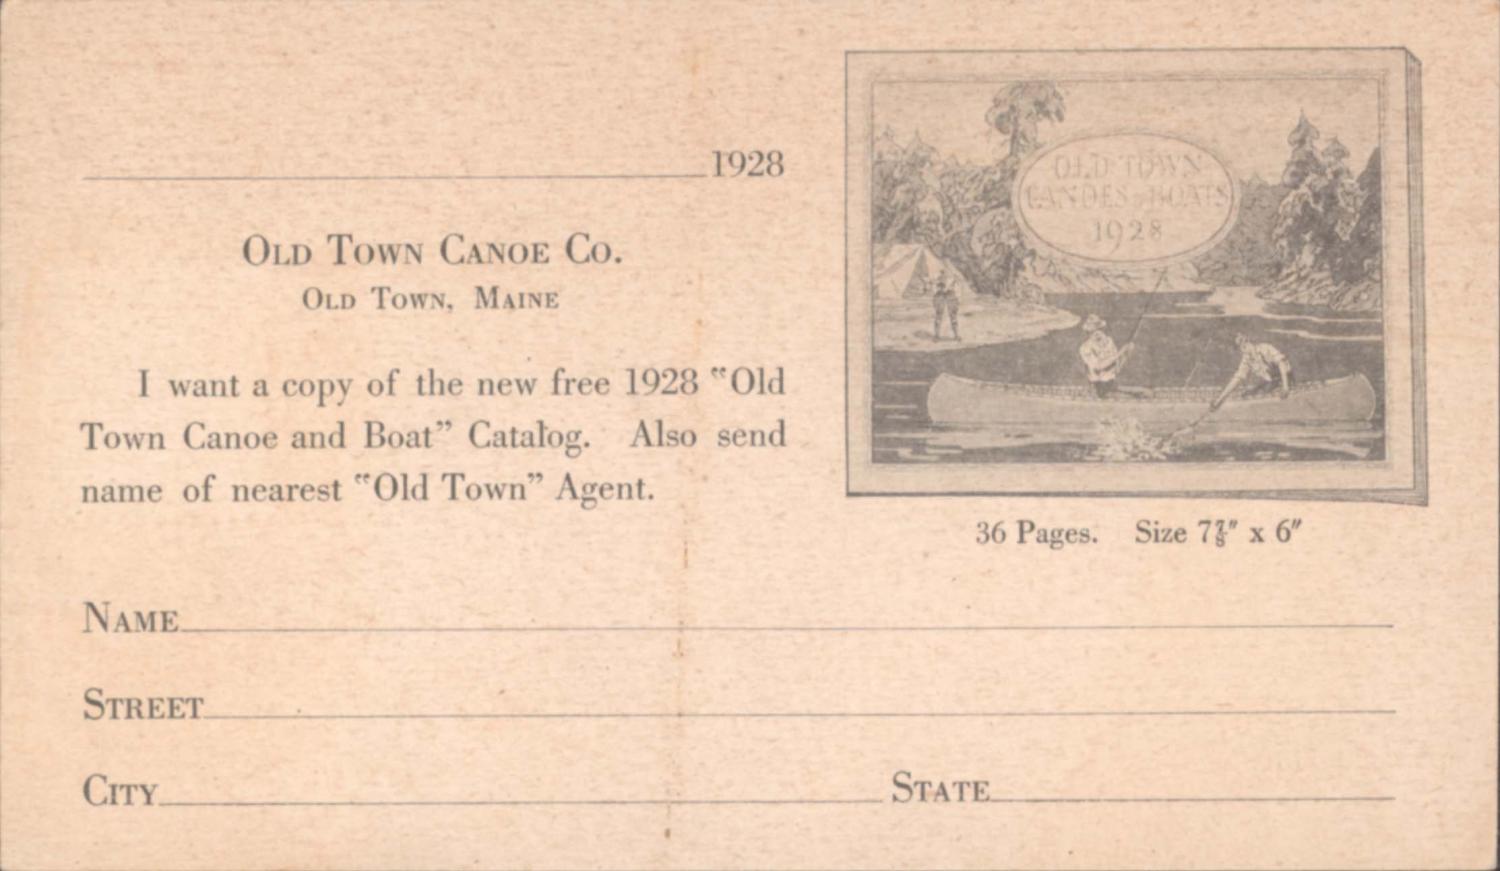 1928
Old Town Canoe Co.
Old Town, Maine
I want a copy of the new free 1928 "Old
Town Canoe and Boat" Catalog. Also send
name of nearest "Old Town" Agent.
OLD TOWN
CANOES - BOATS
1928
36 Pages. Size 7⅞" x 6"
Name
Street
City State